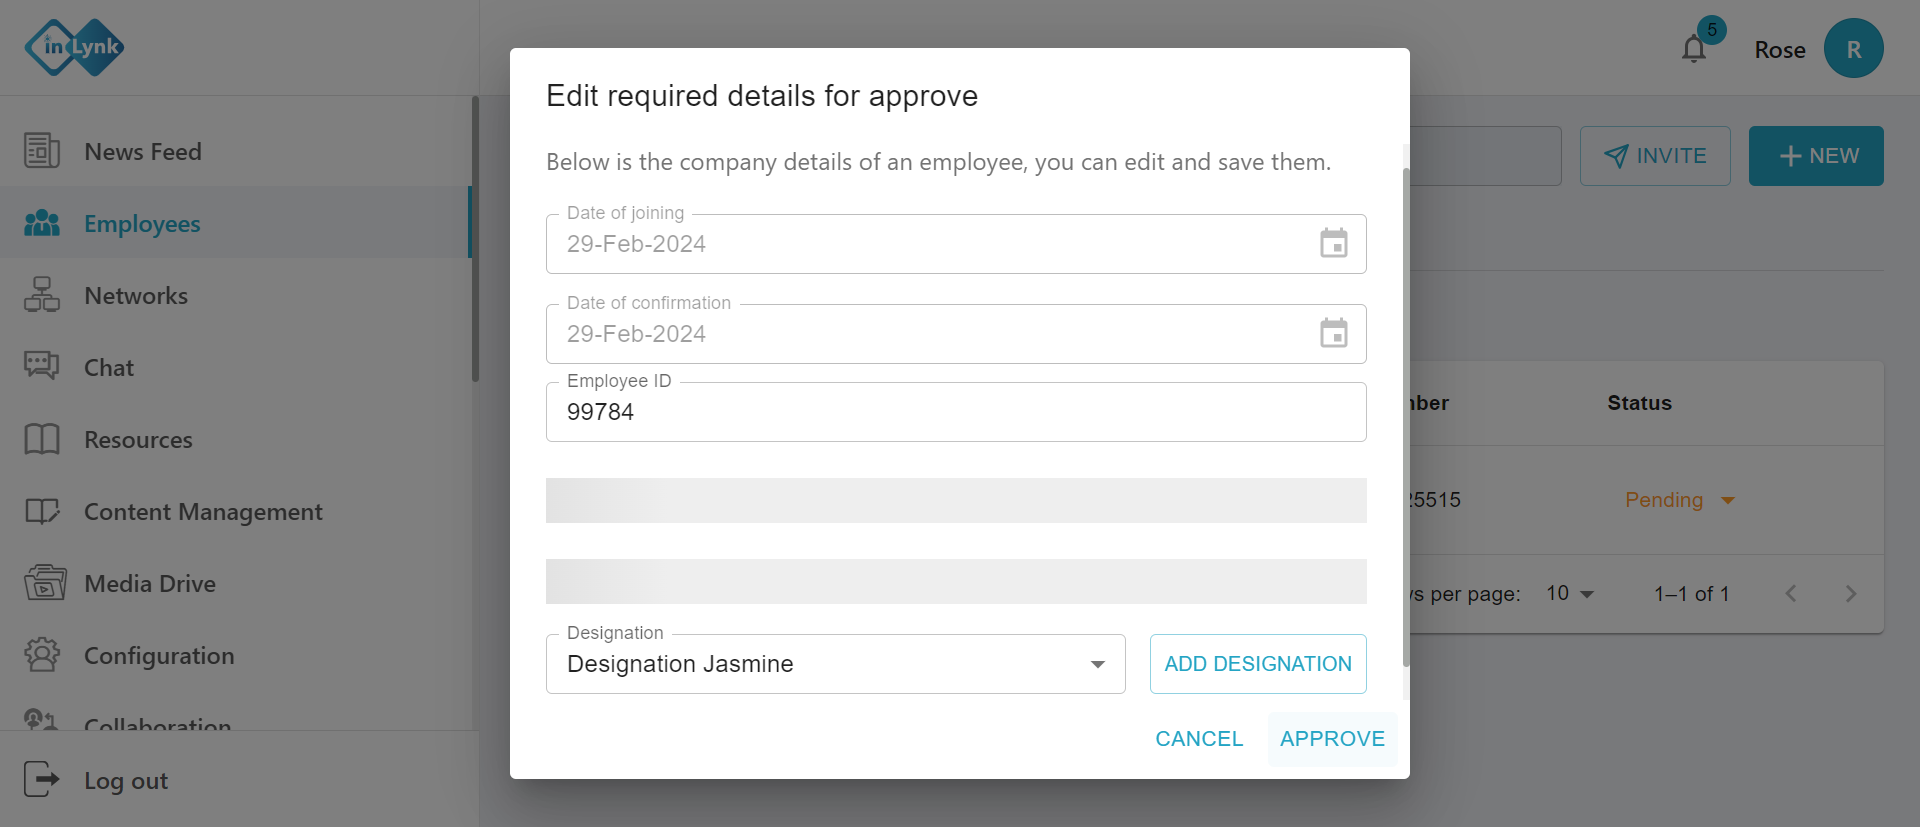 inLynk
5
Rose
R
News Feed
Employees
Networks
Chat
Resources
Content Management
Media Drive
Configuration
Collaboration
Log out
INVITE
NEW
Edit required details for approve
Below is the company details of an employee, you can edit and save them.
Date of joining
29-Feb-2024
Date of confirmation
29-Feb-2024
Employee ID
99784
Designation
Designation Jasmine
ADD DESIGNATION
CANCEL
APPROVE
Status
5515
Pending
per page:
10
1–1 of 1